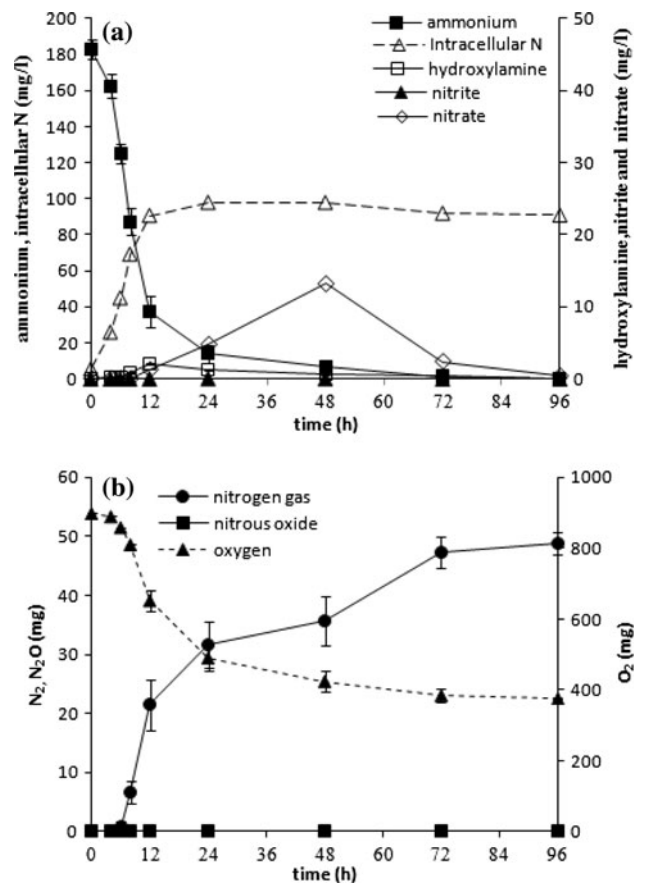 (a)
ammonium
Intracellular N
hydroxylamine
nitrite
nitrate
ammonium, intracellular N (mg/l)
200
180
160
140
120
100
80
60
40
20
0
hydroxylamine,nitrite and nitrate (mg/l)
50
40
30
20
10
0
0 12 24 36 48 60 72 84 96
time (h)
(b)
nitrogen gas
nitrous oxide
oxygen
N₂, N₂O (mg)
60
50
40
30
20
10
0
O₂ (mg)
1000
800
600
400
200
0
0 12 24 36 48 60 72 84 96
time (h)